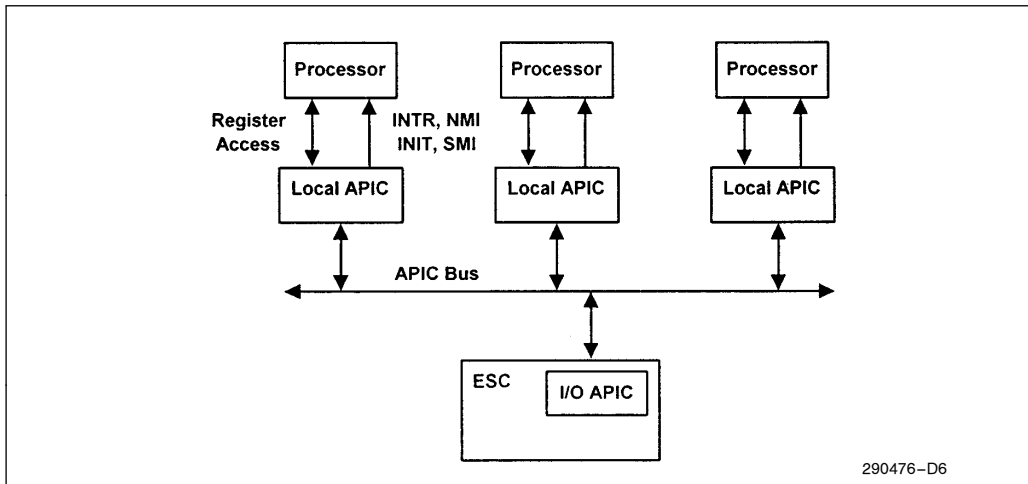 Processor
Processor
Processor
Register
Access
INTR, NMI
INIT, SMI
Local APIC
Local APIC
Local APIC
APIC Bus
ESC
I/O APIC
290476–D6